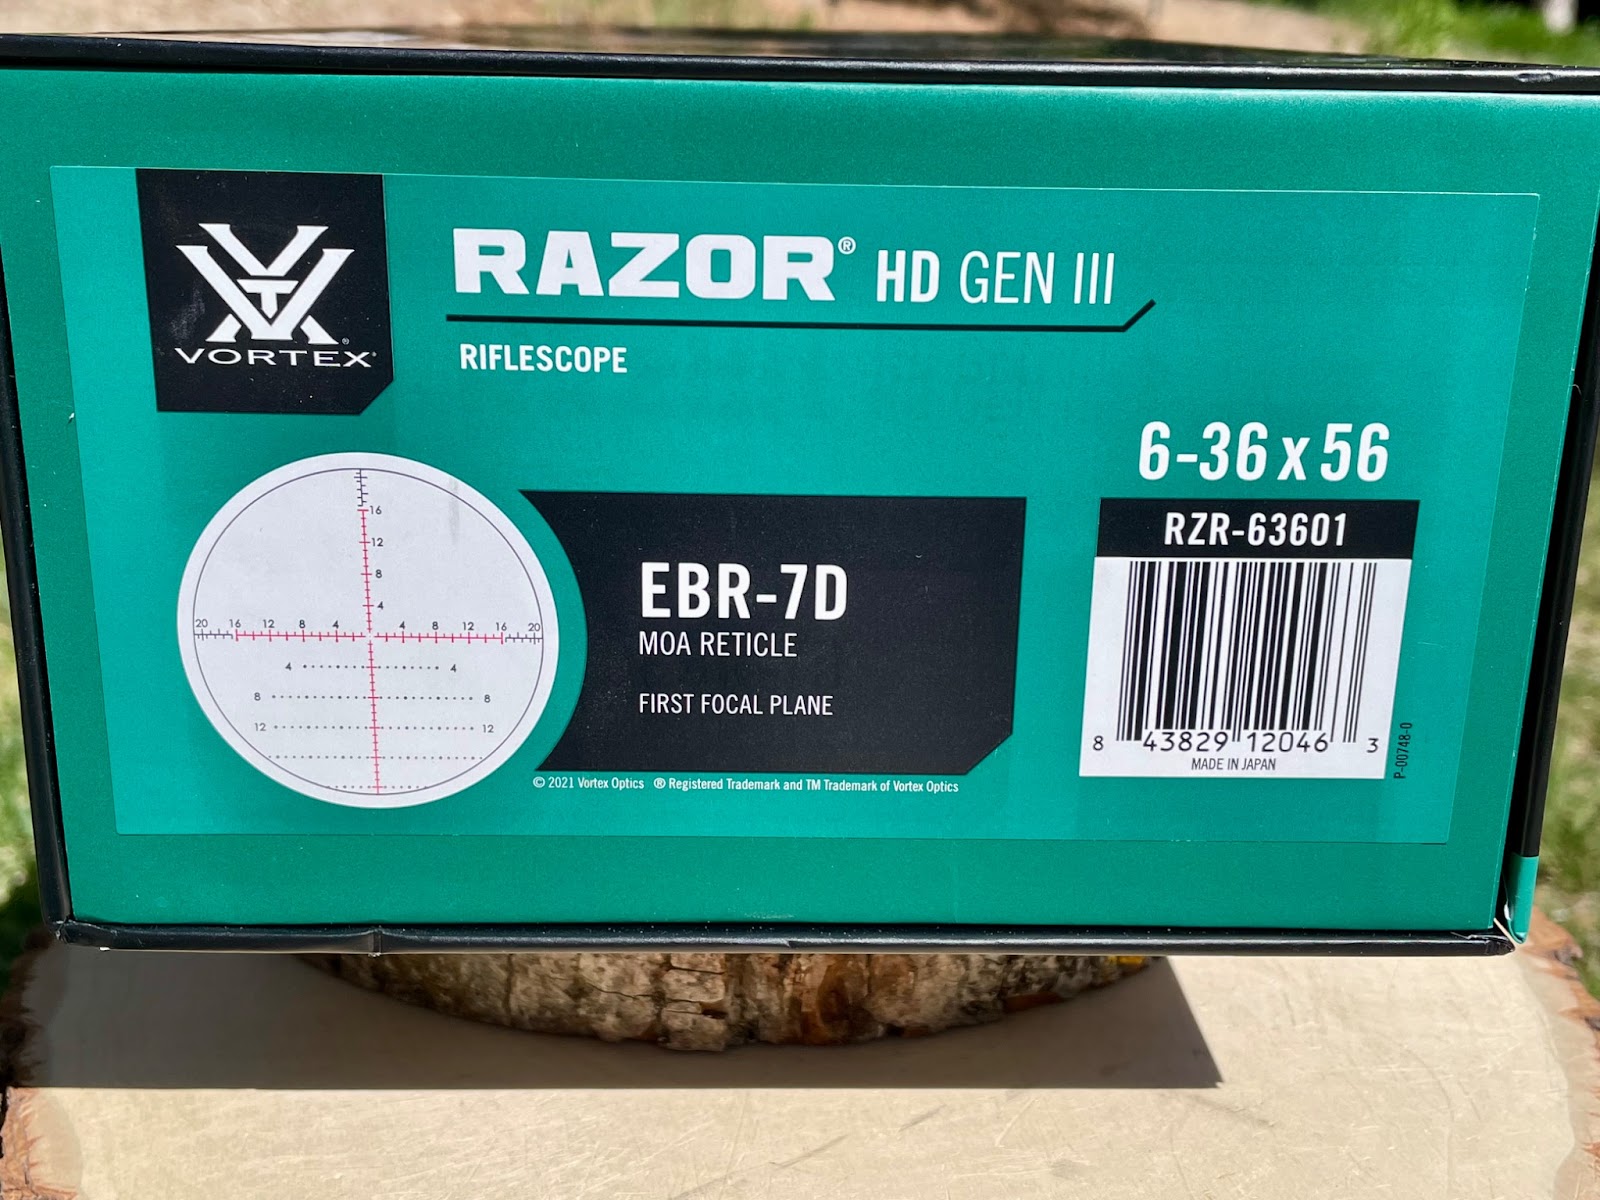 VORTEX®
RAZOR® HD GEN III
RIFLESCOPE
6-36 x 56
RZR-63601
EBR-7D
MOA RETICLE
FIRST FOCAL PLANE
16
12
8
4
20 16 12 8 4 4 8 12 16 20
4 4
8 8
12 12
8 43829 12046 3
MADE IN JAPAN
P-00748-0
© 2021 Vortex Optics ® Registered Trademark and TM Trademark of Vortex Optics